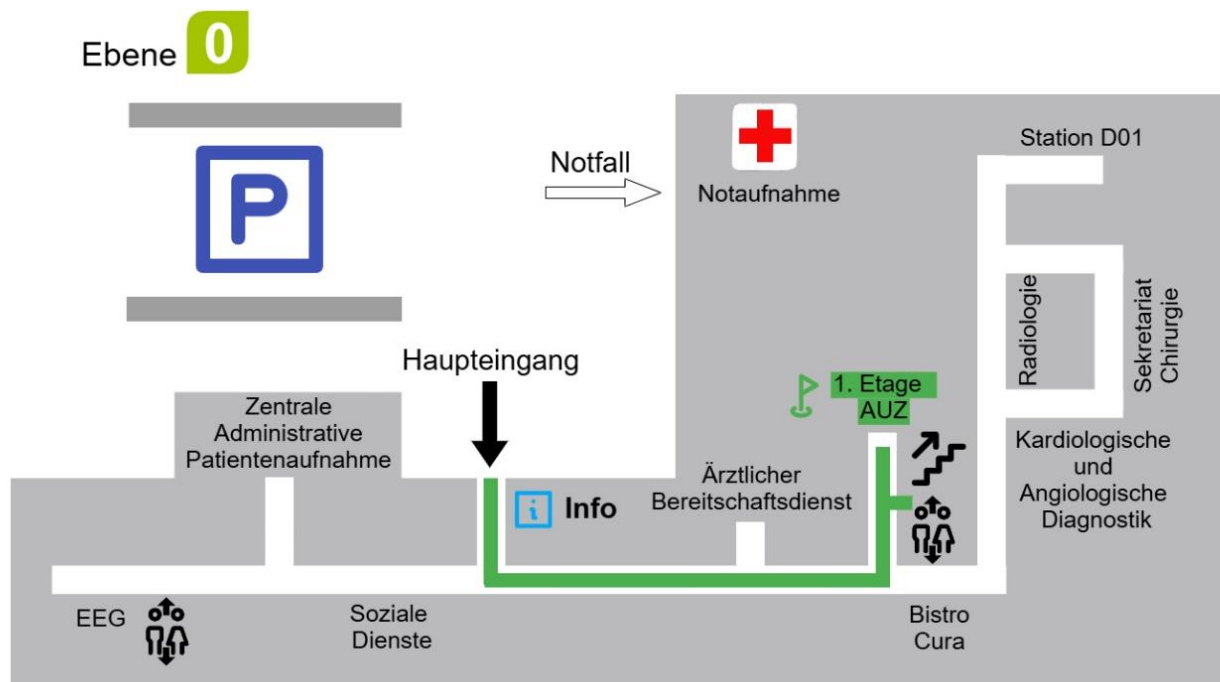 Ebene 0
P
Notfall
Notaufnahme
Station D01
Radiologie
Sekretariat
Chirurgie
Haupteingang
1. Etage
AUZ
Zentrale
Administrative
Patientenaufnahme
i Info
Ärztlicher
Bereitschaftsdienst
Kardiologische
und
Angiologische
Diagnostik
EEG
Soziale
Dienste
Bistro
Cura